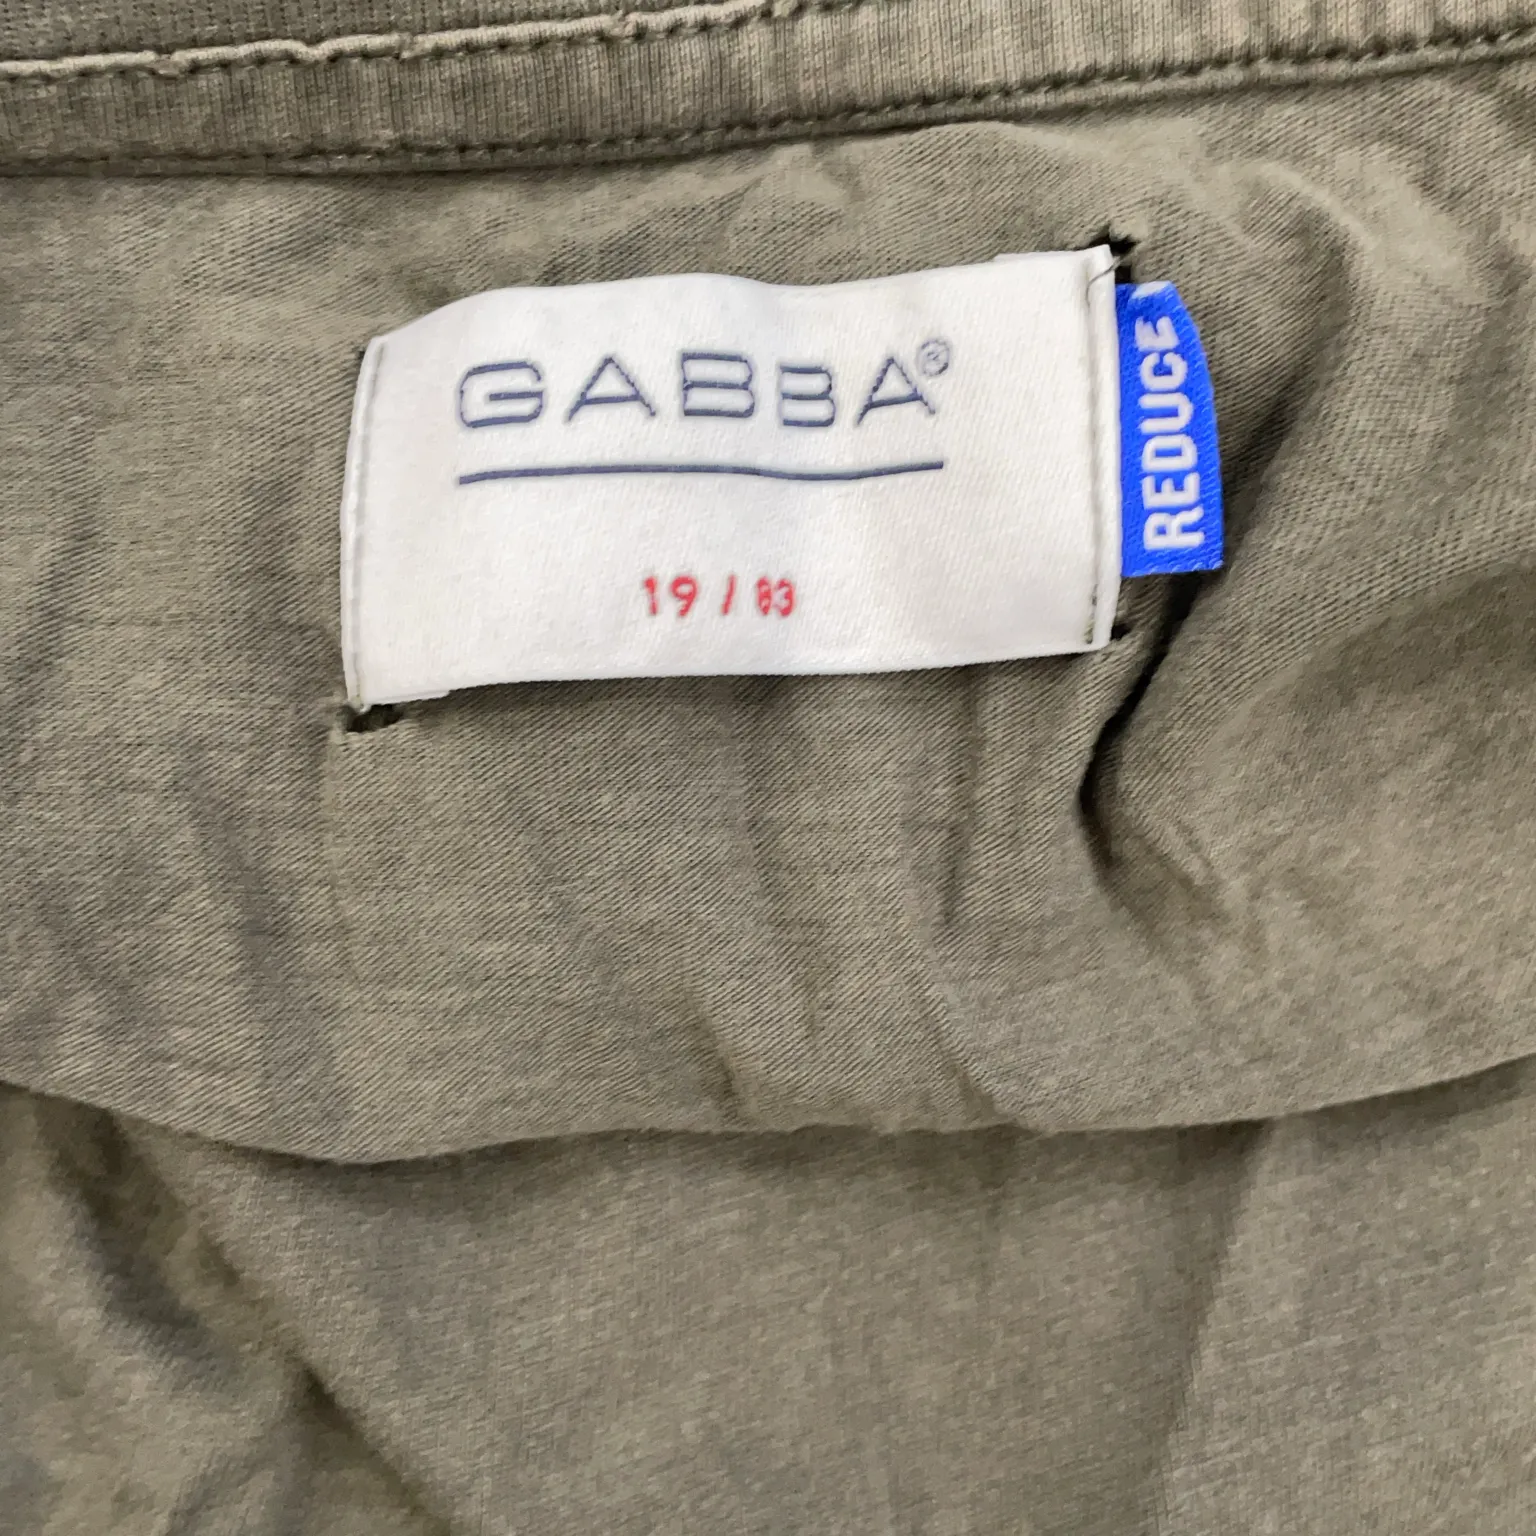 GABBA®
19 / 83
REDUCE